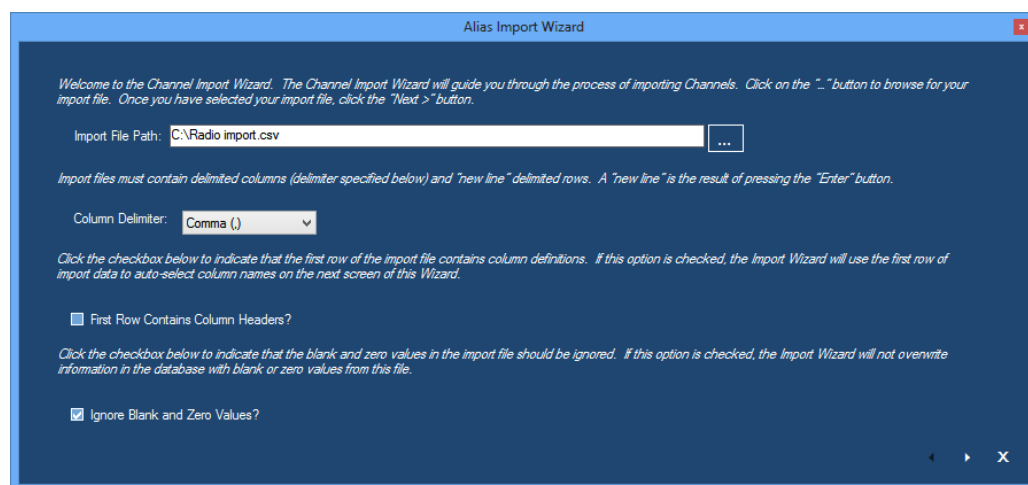 Alias Import Wizard
x
Welcome to the Channel Import Wizard. The Channel Import Wizard will guide you through the process of importing Channels. Click on the "..." button to browse for your
import file. Once you have selected your import file, click the "Next >" button.
Import File Path: C:\Radio import.csv ...
Import files must contain delimited columns (delimiter specified below) and "new line" delimited rows. A "new line" is the result of pressing the "Enter" button.
Column Delimiter: Comma (,)
Click the checkbox below to indicate that the first row of the import file contains column definitions. If this option is checked, the Import Wizard will use the first row of
import data to auto-select column names on the next screen of this Wizard.
First Row Contains Column Headers?
Click the checkbox below to indicate that the blank and zero values in the import file should be ignored. If this option is checked, the Import Wizard will not overwrite
information in the database with blank or zero values from this file.
Ignore Blank and Zero Values?
X